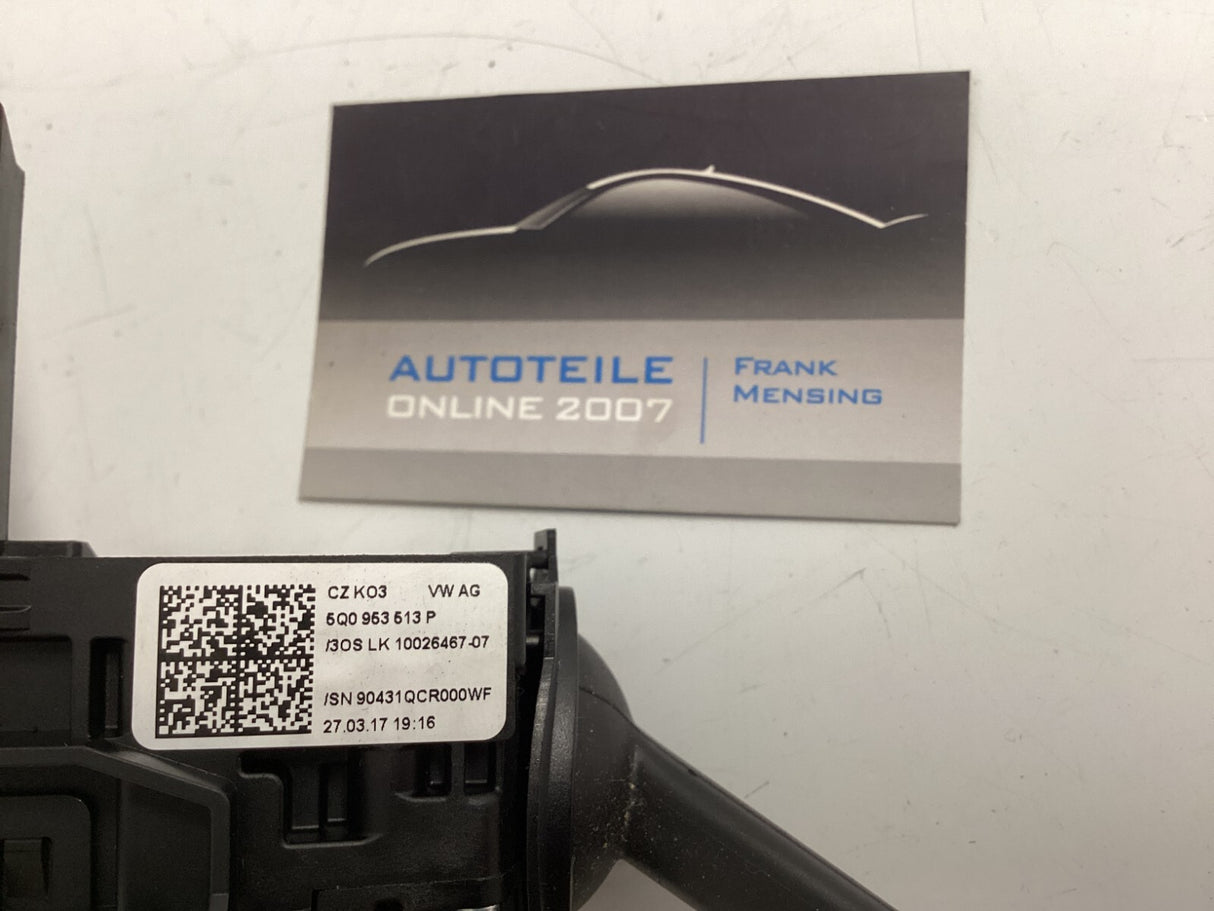 AUTOTEILE
ONLINE 2007
FRANK
MENSING
CZ K03 VW AG
5Q0 953 513 P
/3OS LK 10026467-07
/SN 90431QCR000WF
27.03.17 19:16